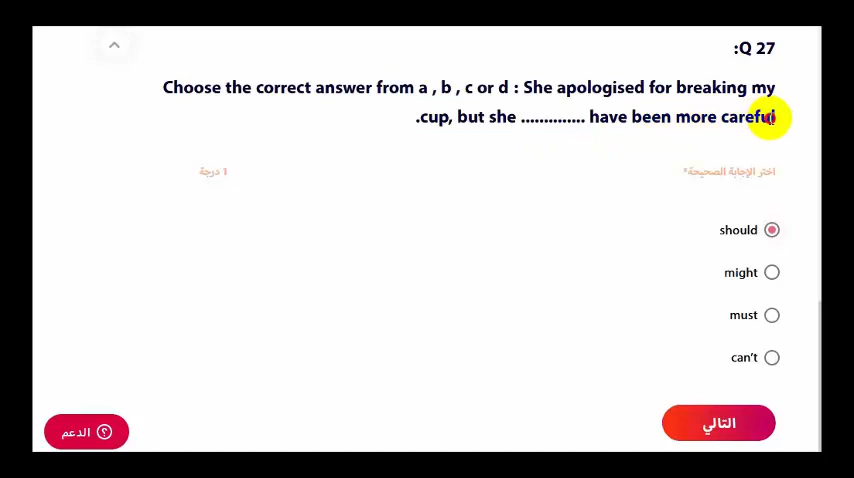 :Q 27
Choose the correct answer from a , b , c or d : She apologised for breaking my
.cup, but she .............. have been more careful
اختر الإجابة الصحيحة*
1 درجة
should
might
must
can't
التالي
الدعم